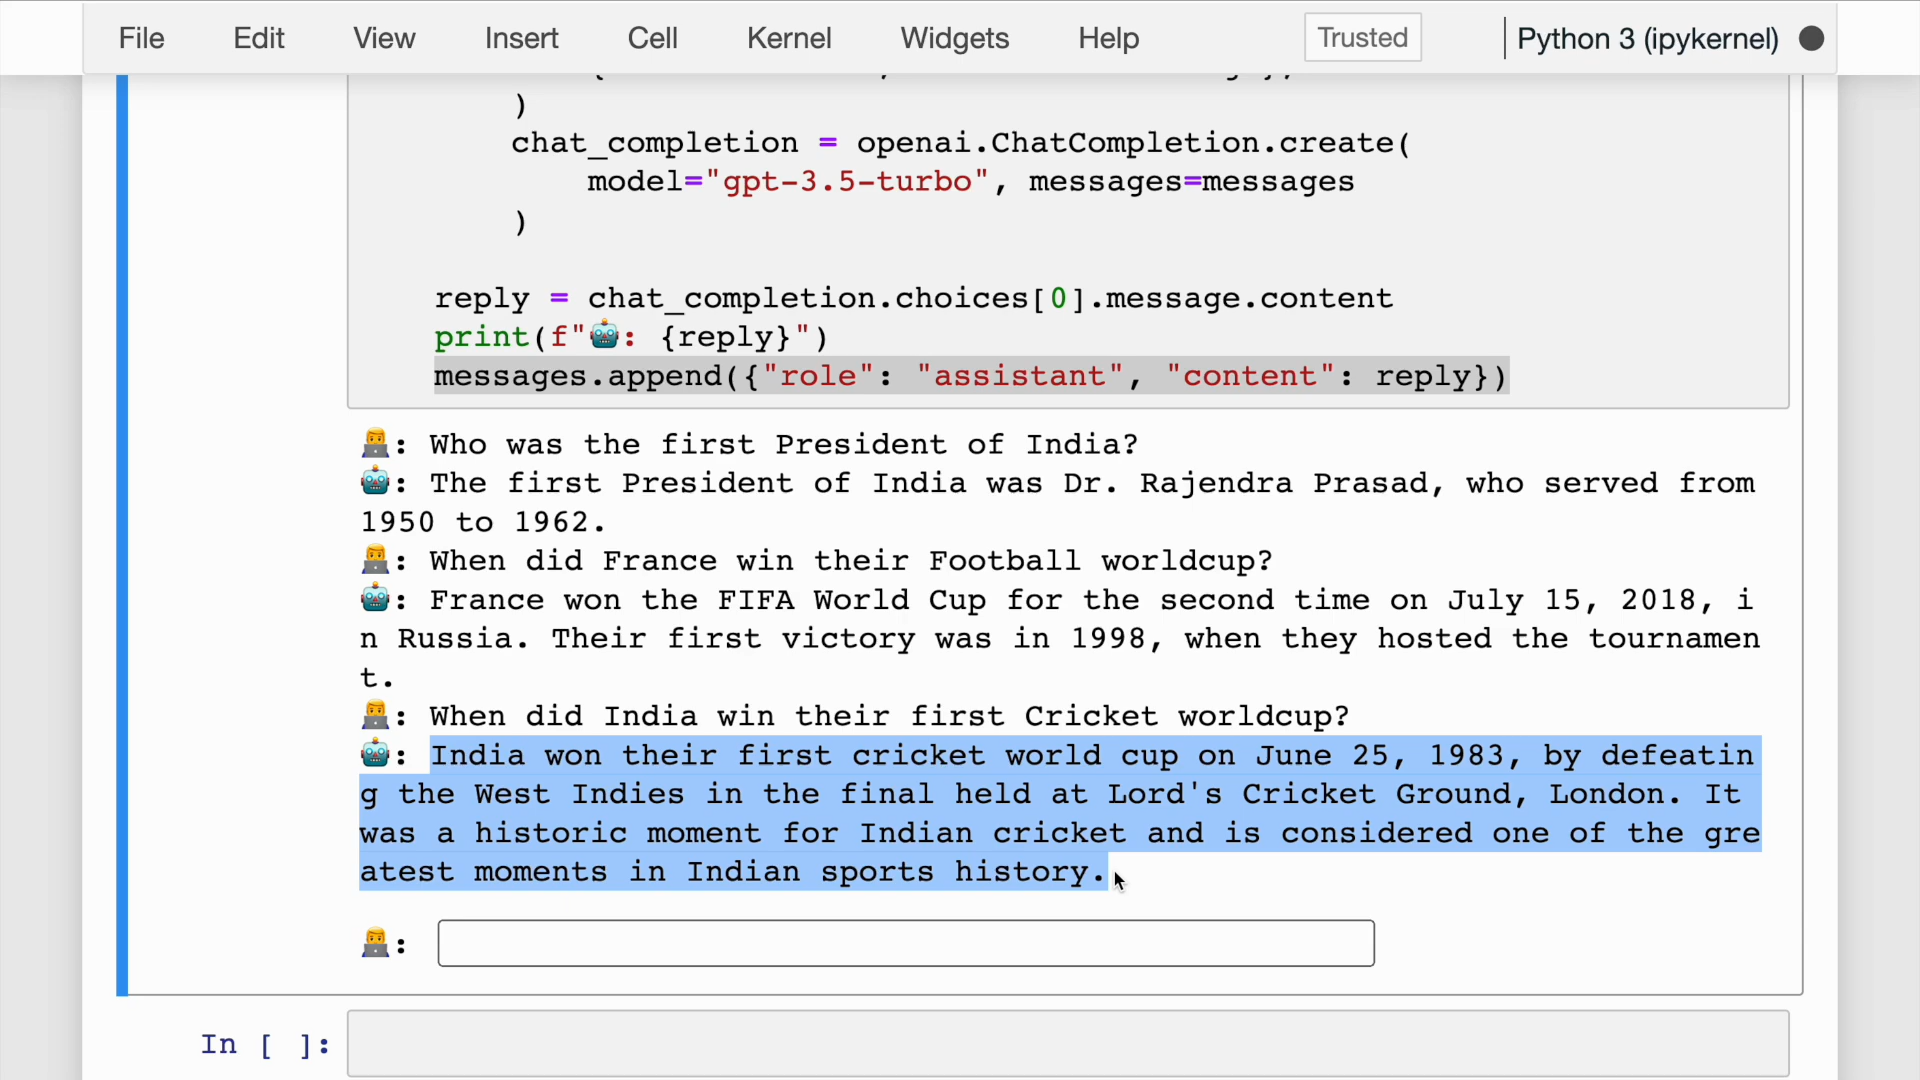 File Edit View Insert Cell Kernel Widgets Help Trusted Python 3 (ipykernel)
)
chat_completion = openai.ChatCompletion.create(
model="gpt-3.5-turbo", messages=messages
)
reply = chat_completion.choices[0].message.content
print(f"🤖: {reply}")
messages.append({"role": "assistant", "content": reply})
👨‍💻: Who was the first President of India?
🤖: The first President of India was Dr. Rajendra Prasad, who served from
1950 to 1962.
👨‍💻: When did France win their Football worldcup?
🤖: France won the FIFA World Cup for the second time on July 15, 2018, i
n Russia. Their first victory was in 1998, when they hosted the tournamen
t.
👨‍💻: When did India win their first Cricket worldcup?
🤖: India won their first cricket world cup on June 25, 1983, by defeatin
g the West Indies in the final held at Lord's Cricket Ground, London. It
was a historic moment for Indian cricket and is considered one of the gre
atest moments in Indian sports history.
👨‍💻:
In [ ]: